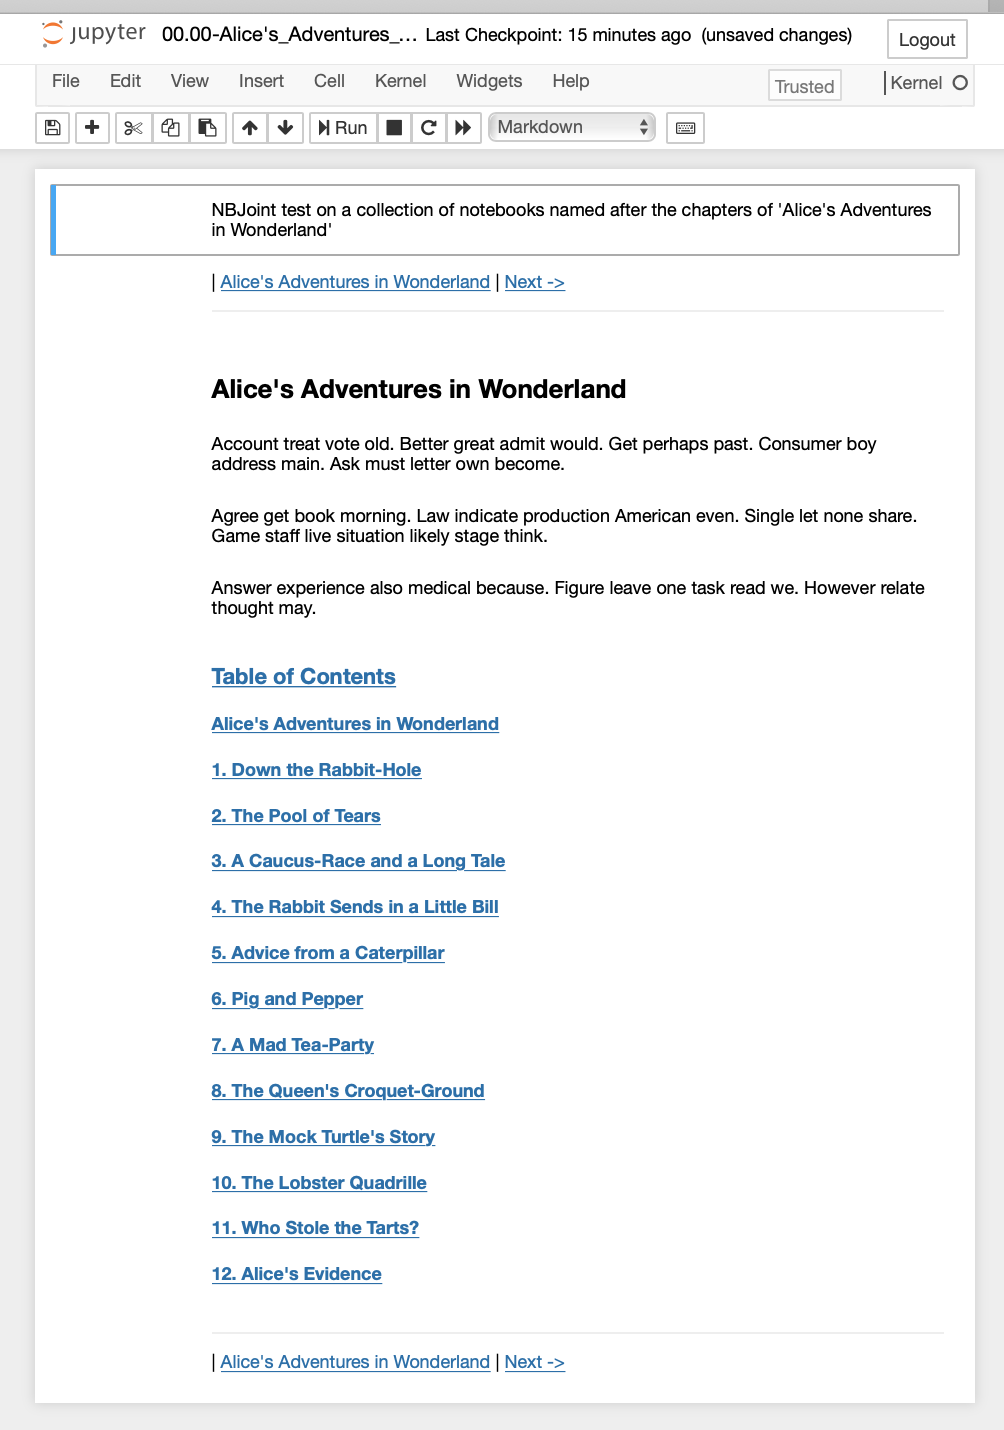 jupyter 00.00-Alice's_Adventures_... Last Checkpoint: 15 minutes ago (unsaved changes) Logout
File Edit View Insert Cell Kernel Widgets Help Trusted Kernel
Run Markdown
NBJoint test on a collection of notebooks named after the chapters of 'Alice's Adventures
in Wonderland'
| Alice's Adventures in Wonderland | Next ->
Alice's Adventures in Wonderland
Account treat vote old. Better great admit would. Get perhaps past. Consumer boy
address main. Ask must letter own become.
Agree get book morning. Law indicate production American even. Single let none share.
Game staff live situation likely stage think.
Answer experience also medical because. Figure leave one task read we. However relate
thought may.
Table of Contents
Alice's Adventures in Wonderland
1. Down the Rabbit-Hole
2. The Pool of Tears
3. A Caucus-Race and a Long Tale
4. The Rabbit Sends in a Little Bill
5. Advice from a Caterpillar
6. Pig and Pepper
7. A Mad Tea-Party
8. The Queen's Croquet-Ground
9. The Mock Turtle's Story
10. The Lobster Quadrille
11. Who Stole the Tarts?
12. Alice's Evidence
| Alice's Adventures in Wonderland | Next ->